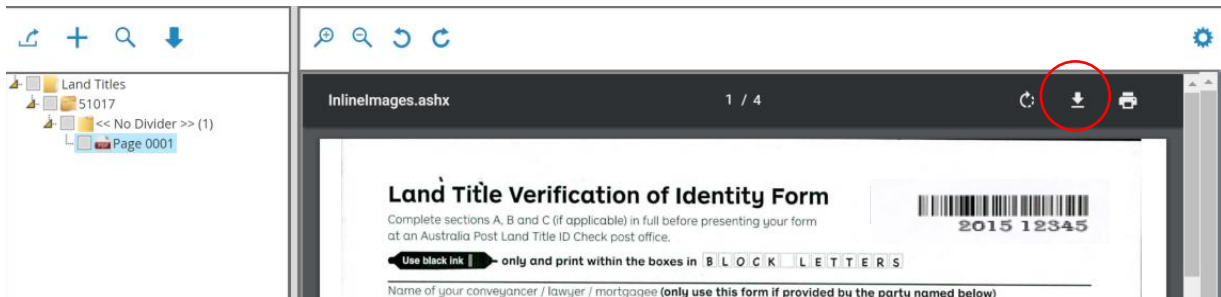 Land Titles
51017
<< No Divider >> (1)
Page 0001
InlineImages.ashx
1 / 4
Land Title Verification of Identity Form
Complete sections A, B and C (if applicable) in full before presenting your form
at an Australia Post Land Title ID Check post office.
2015 12345
Use black ink only and print within the boxes in BLOCK LETTERS
Name of your conveyancer / lawyer / mortgagee (only use this form if provided by the party named below)